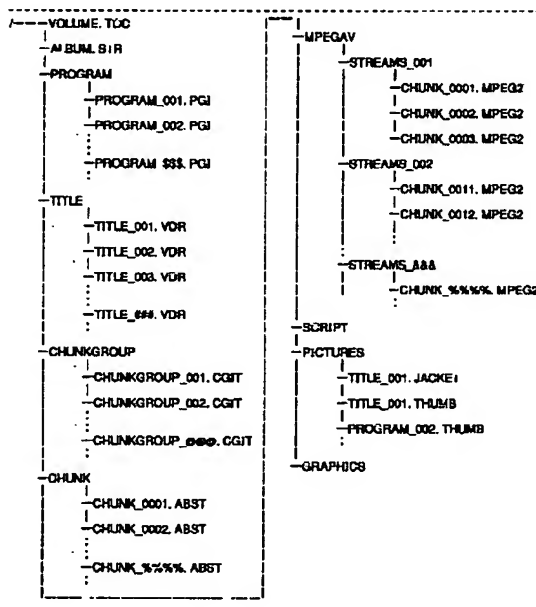 VOLUME. TOC
ALBUM. STR
PROGRAM
PROGRAM_001. PGI
PROGRAM_002. PGI
PROGRAM_$$$. PGI
TITLE
TITLE_001. VDR
TITLE_002. VDR
TITLE_003. VDR
TITLE_###. VDR
CHUNKGROUP
CHUNKGROUP_001. CGIT
CHUNKGROUP_002. CGIT
CHUNKGROUP_@@@. CGIT
CHUNK
CHUNK_0001. ABST
CHUNK_0002. ABST
CHUNK_%%%%. ABST
MPEGAV
STREAMS_001
CHUNK_0001. MPEG2
CHUNK_0002. MPEG2
CHUNK_0003. MPEG2
STREAMS_002
CHUNK_0011. MPEG2
CHUNK_0012. MPEG2
STREAMS_&&&
CHUNK_%%%%. MPEG2
SCRIPT
PICTURES
TITLE_001. JACKET
TITLE_001. THUMB
PROGRAM_002. THUMB
GRAPHICS